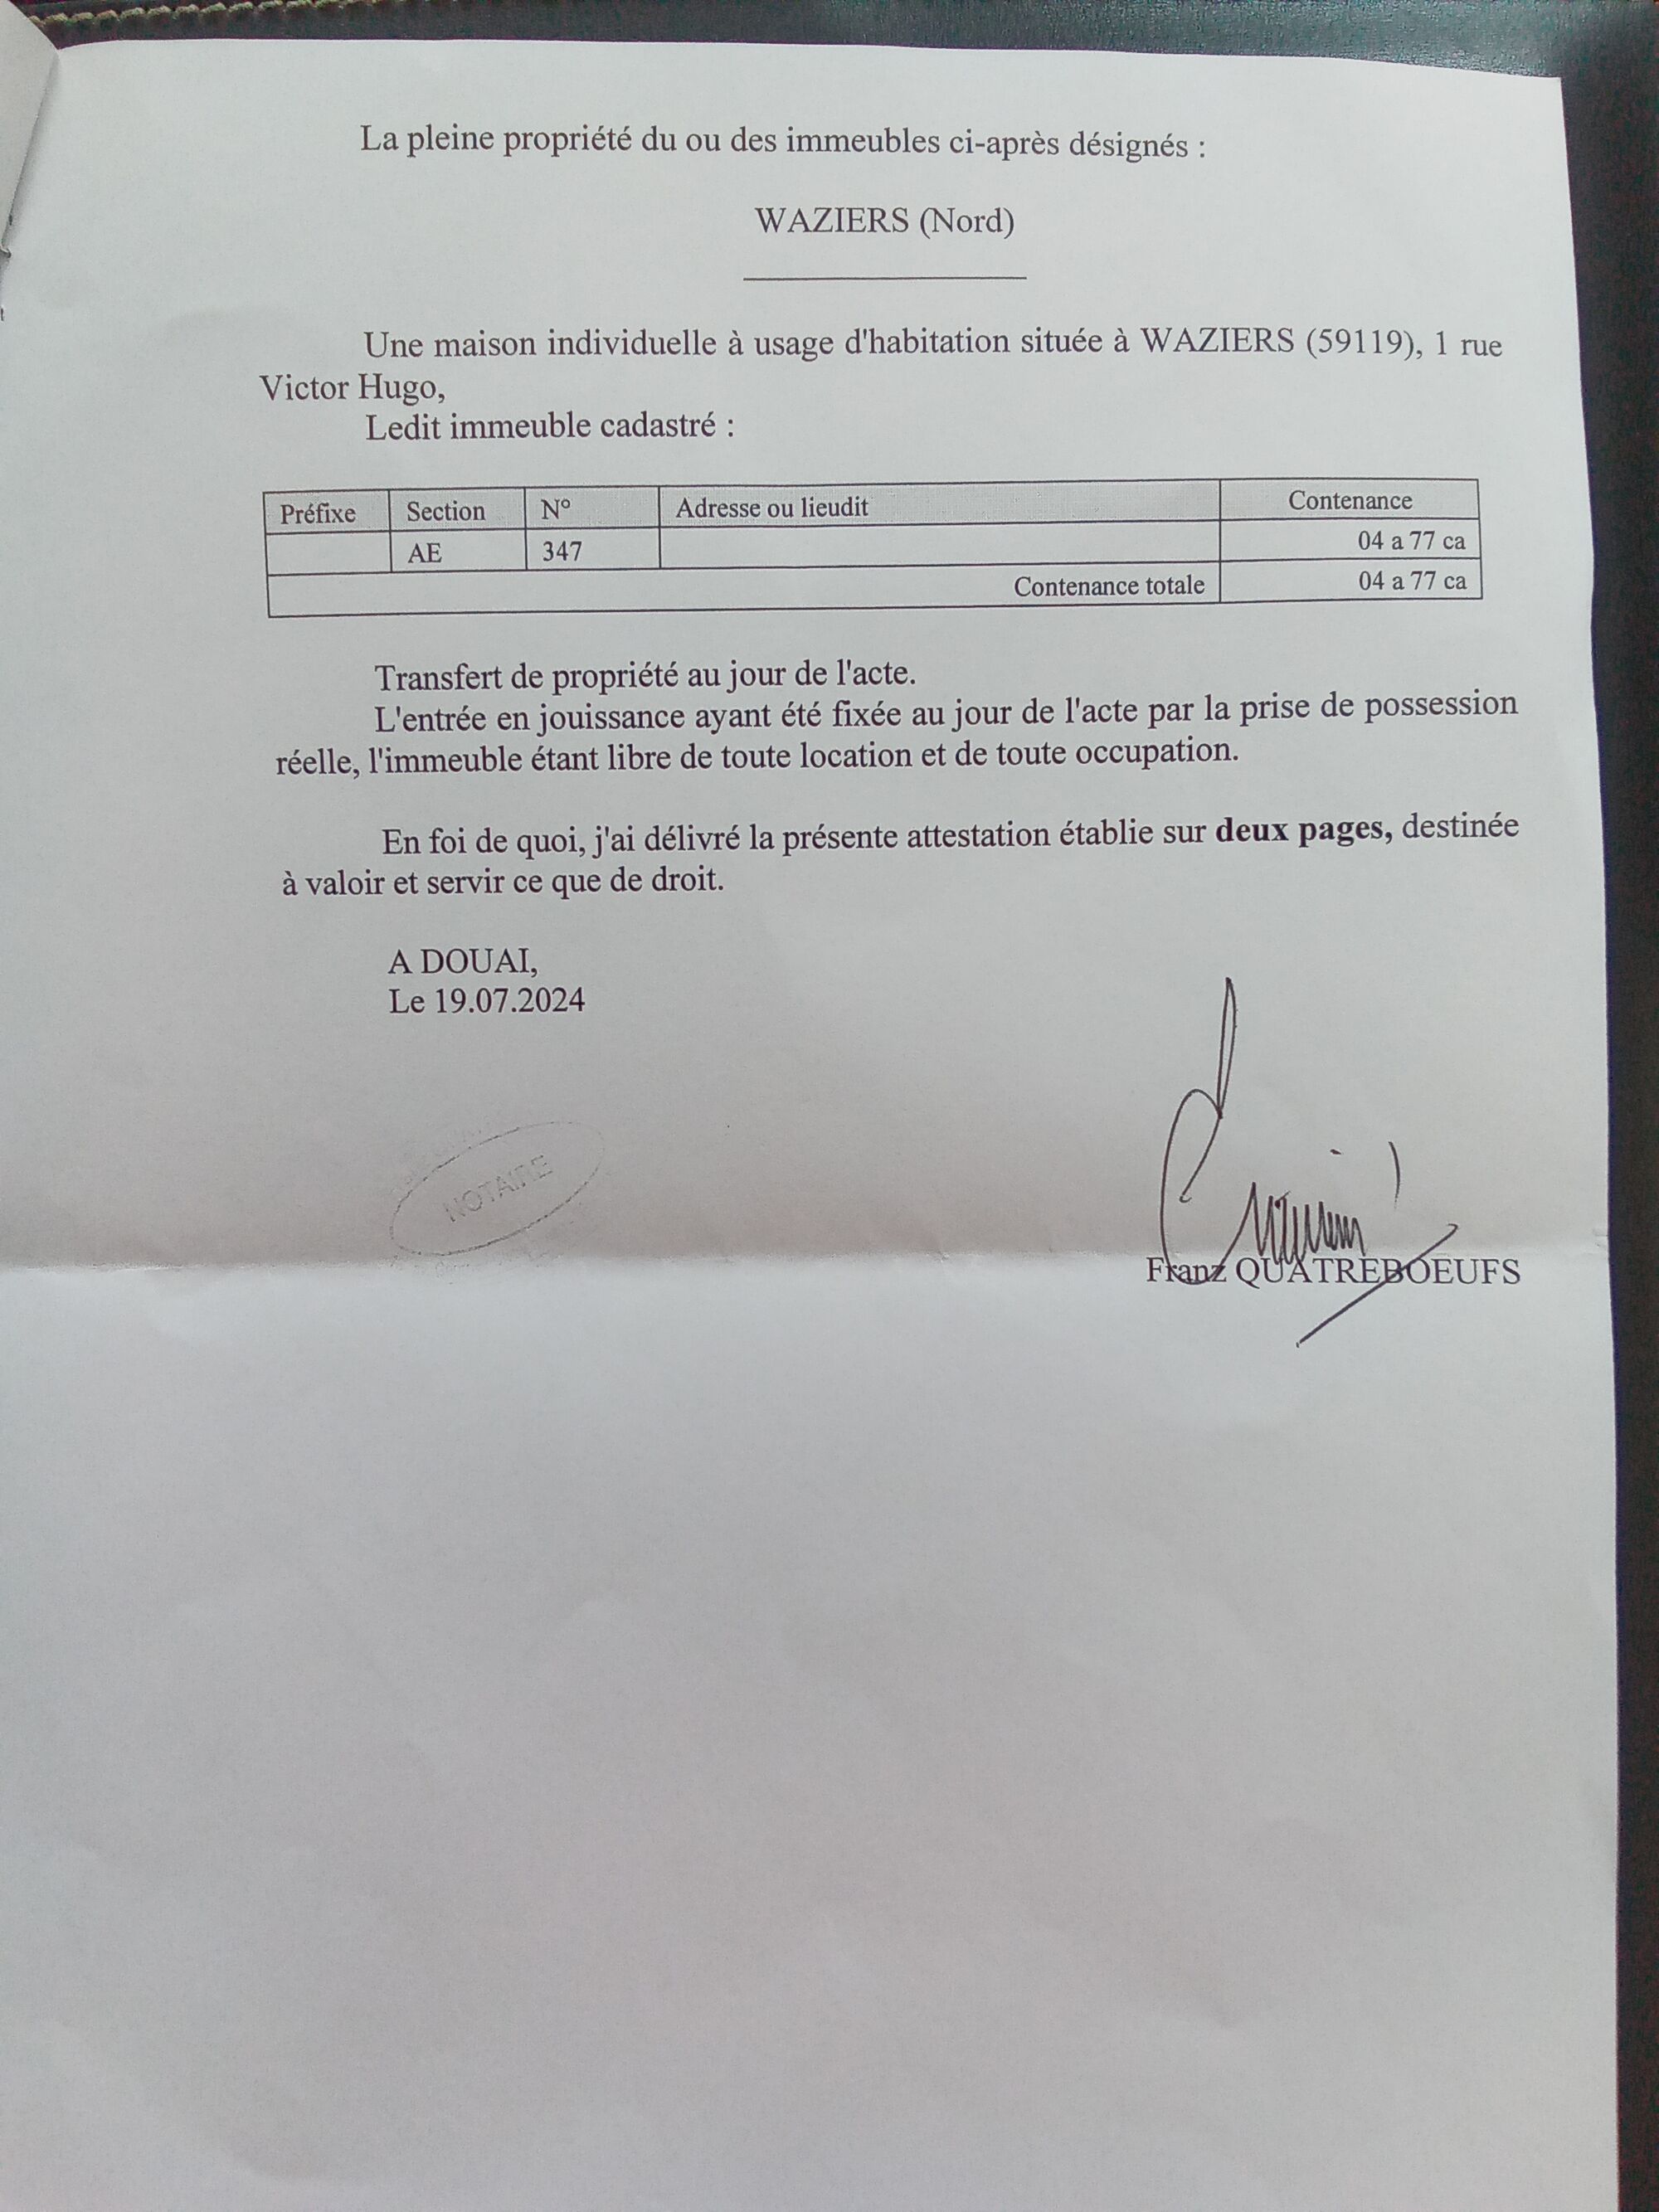 La pleine propriété du ou des immeubles ci-après désignés :
WAZIERS (Nord)
Une maison individuelle à usage d'habitation située à WAZIERS (59119), 1 rue
Victor Hugo,
Ledit immeuble cadastré :
Préfixe Section N° Adresse ou lieudit Contenance
AE 347 04 a 77 ca
Contenance totale 04 a 77 ca
Transfert de propriété au jour de l'acte.
L'entrée en jouissance ayant été fixée au jour de l'acte par la prise de possession
réelle, l'immeuble étant libre de toute location et de toute occupation.
En foi de quoi, j'ai délivré la présente attestation établie sur deux pages, destinée
à valoir et servir ce que de droit.
A DOUAI,
Le 19.07.2024
NOTAIRE
Franz QUATREBOEUFS